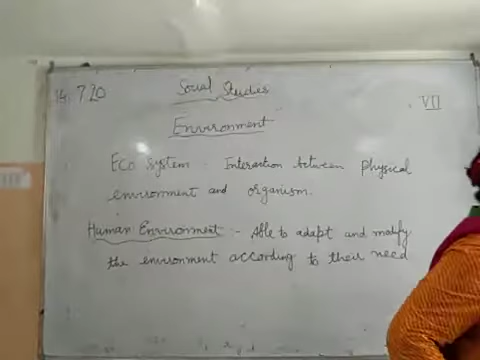 14.7.20
Social Studies
VII
Environment
Eco system - Interaction between physical
environment and organism.
Human Environment :- Able to adapt and modify
the environment according to their need